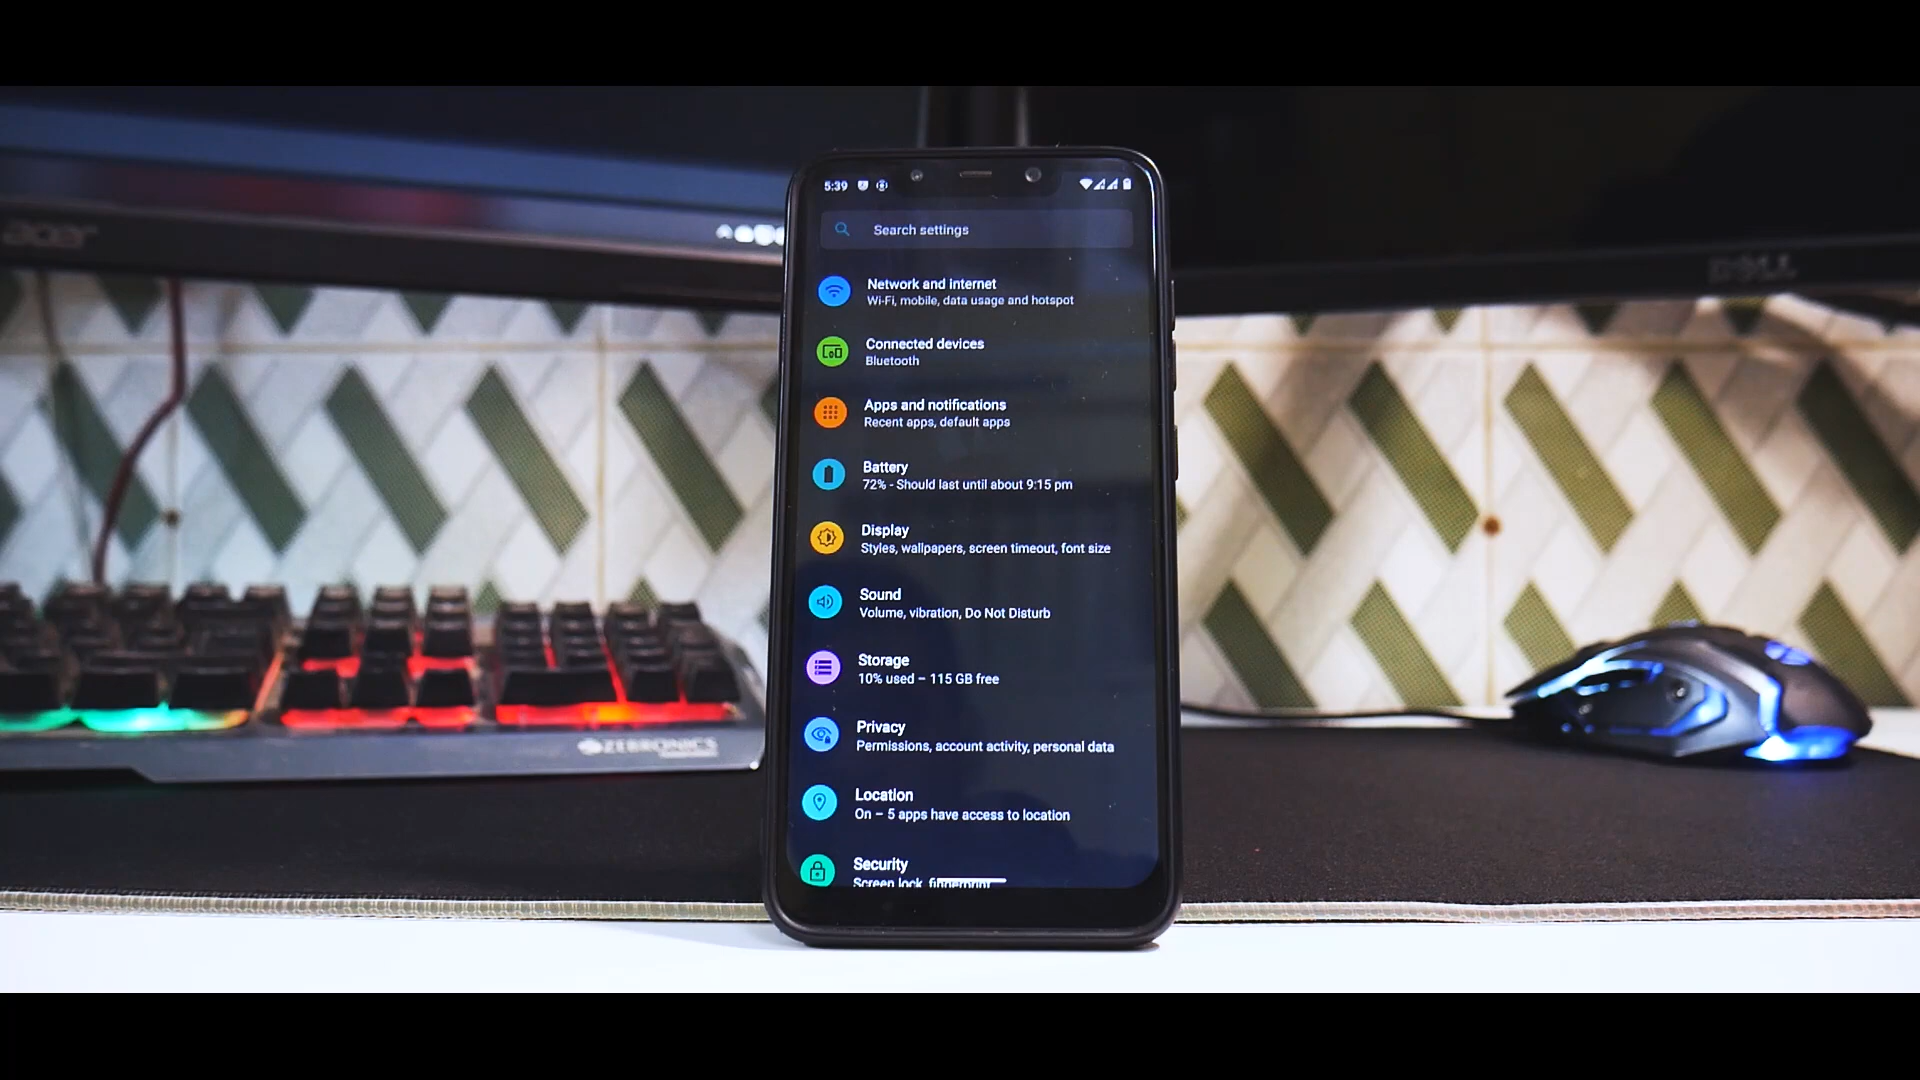 acer
DELL
5:39
Search settings
Network and internet
Wi-Fi, mobile, data usage and hotspot
Connected devices
Bluetooth
Apps and notifications
Recent apps, default apps
Battery
72% - Should last until about 9:15 pm
Display
Styles, wallpapers, screen timeout, font size
Sound
Volume, vibration, Do Not Disturb
Storage
10% used – 115 GB free
Privacy
Permissions, account activity, personal data
Location
On – 5 apps have access to location
Security
Screen lock, fingerprint
ZEBRONICS